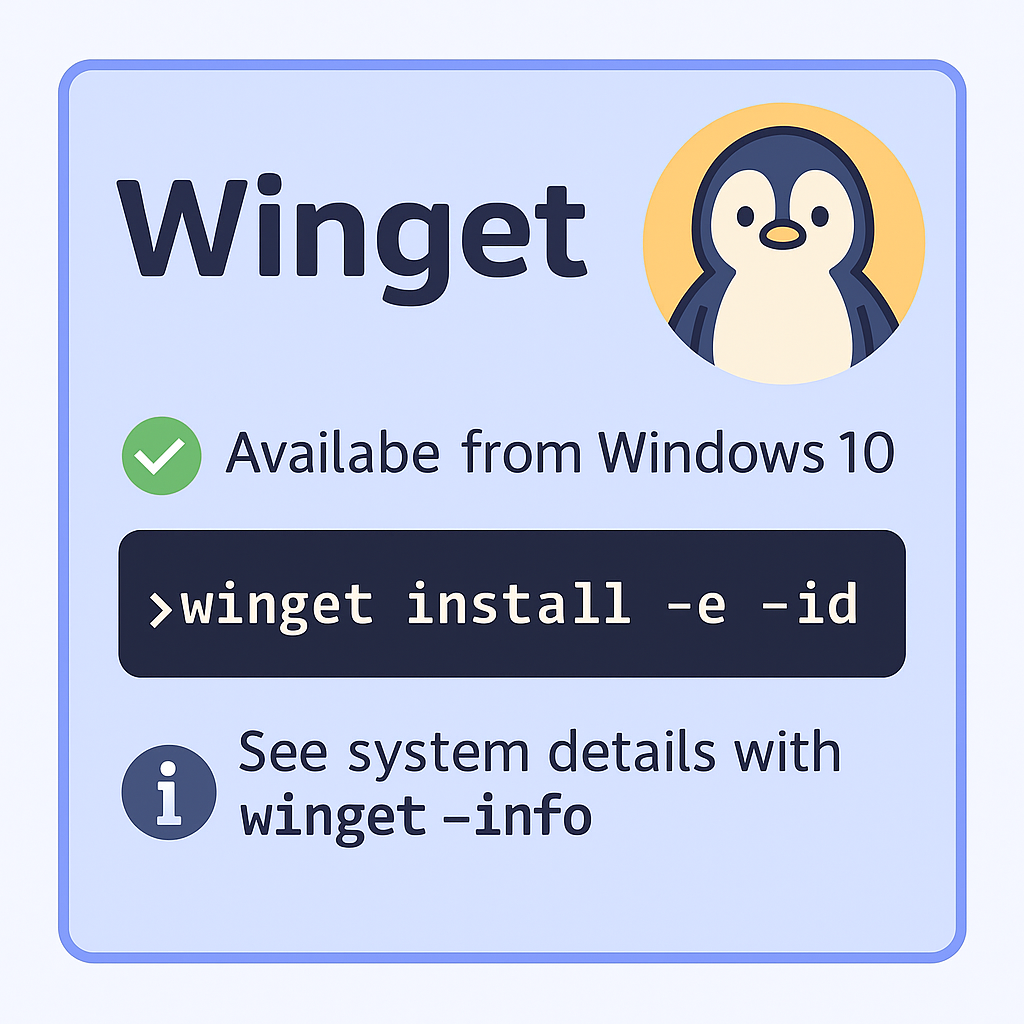 Winget
Availabe from Windows 10
>winget install –e –id
See system details with
winget –info